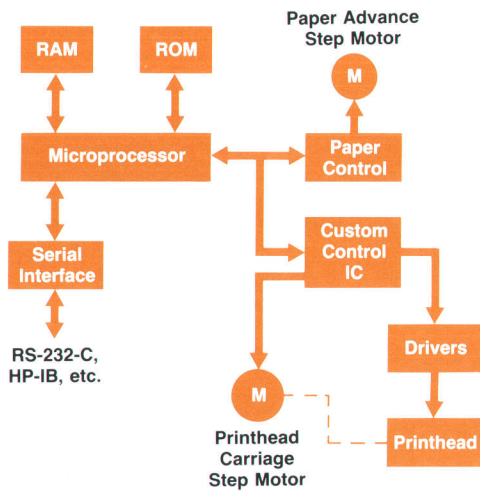 Paper Advance
Step Motor
RAM
ROM
M
Microprocessor
Paper
Control
Serial
Interface
Custom
Control
IC
RS-232-C,
HP-IB, etc.
Drivers
M
Printhead
Printhead
Carriage
Step Motor